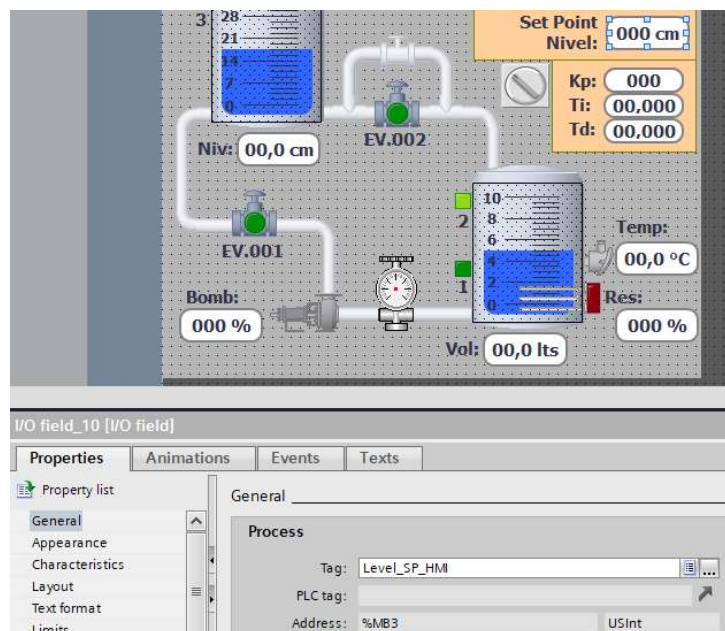 3
28
21
14
7
0
Set Point
Nivel: 000 cm
Kp: 000
Ti: 00,000
Td: 00,000
Niv: 00,0 cm
EV.002
EV.001
10
8
6
4
2
0
2
1
Temp:
00,0 °C
Bomb:
000 %
Res:
000 %
Vol: 00,0 lts
I/O field_10 [I/O field]
Properties Animations Events Texts
Property list
General
Appearance
Characteristics
Layout
Text format
Limits
General
Process
Tag: Level_SP_HMI
PLC tag:
Address: %MB3 USInt